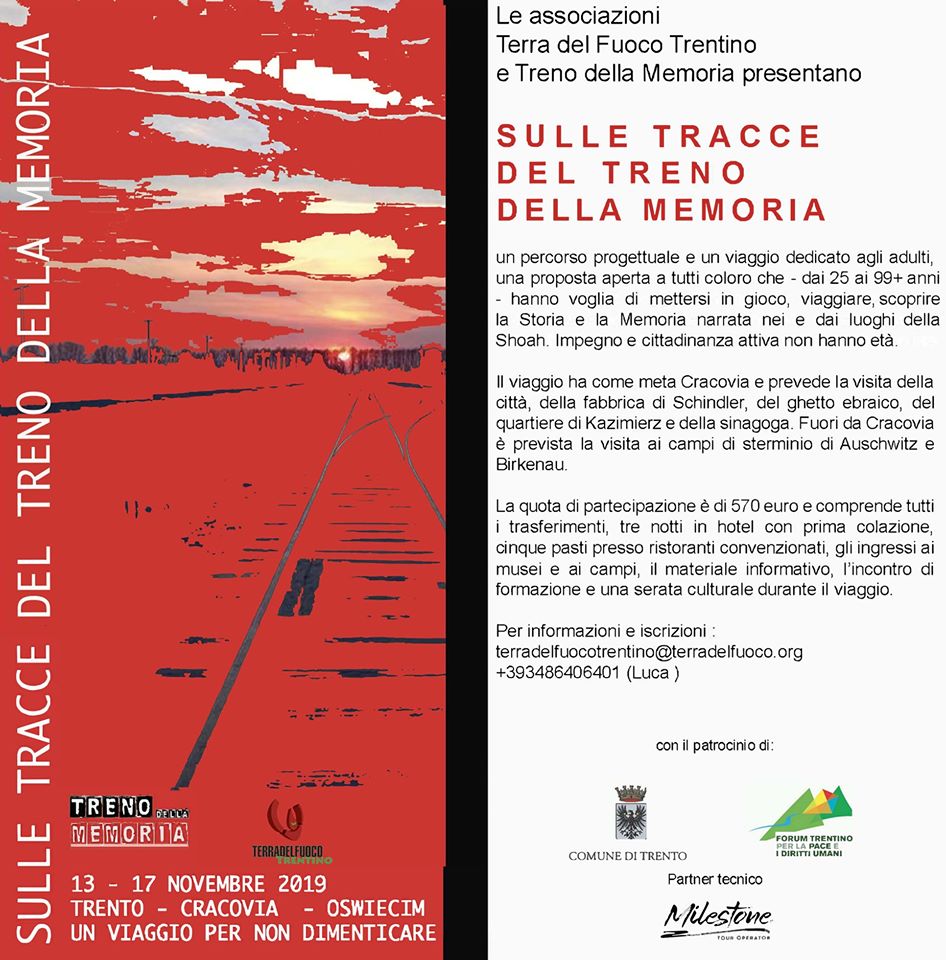 SULLE TRACCE DEL TRENO DELLA MEMORIA
TRENO DELLA
MEMORIA
TERRADELFUOCO
TRENTINO
13 - 17 NOVEMBRE 2019
TRENTO - CRACOVIA - OSWIECIM
UN VIAGGIO PER NON DIMENTICARE
Le associazioni
Terra del Fuoco Trentino
e Treno della Memoria presentano
SULLE TRACCE
DEL TRENO
DELLA MEMORIA
un percorso progettuale e un viaggio dedicato agli adulti,
una proposta aperta a tutti coloro che - dai 25 ai 99+ anni
- hanno voglia di mettersi in gioco, viaggiare, scoprire
la Storia e la Memoria narrata nei e dai luoghi della
Shoah. Impegno e cittadinanza attiva non hanno età.
Il viaggio ha come meta Cracovia e prevede la visita della
città, della fabbrica di Schindler, del ghetto ebraico, del
quartiere di Kazimierz e della sinagoga. Fuori da Cracovia
è prevista la visita ai campi di sterminio di Auschwitz e
Birkenau.
La quota di partecipazione è di 570 euro e comprende tutti
i trasferimenti, tre notti in hotel con prima colazione,
cinque pasti presso ristoranti convenzionati, gli ingressi ai
musei e ai campi, il materiale informativo, l'incontro di
formazione e una serata culturale durante il viaggio.
Per informazioni e iscrizioni :
terradelfuocotrentino@terradelfuoco.org
+393486406401 (Luca )
con il patrocinio di:
COMUNE DI TRENTO
FORUM TRENTINO
PER LA PACE E
I DIRITTI UMANI
Partner tecnico
Milestone
TOUR OPERATOR